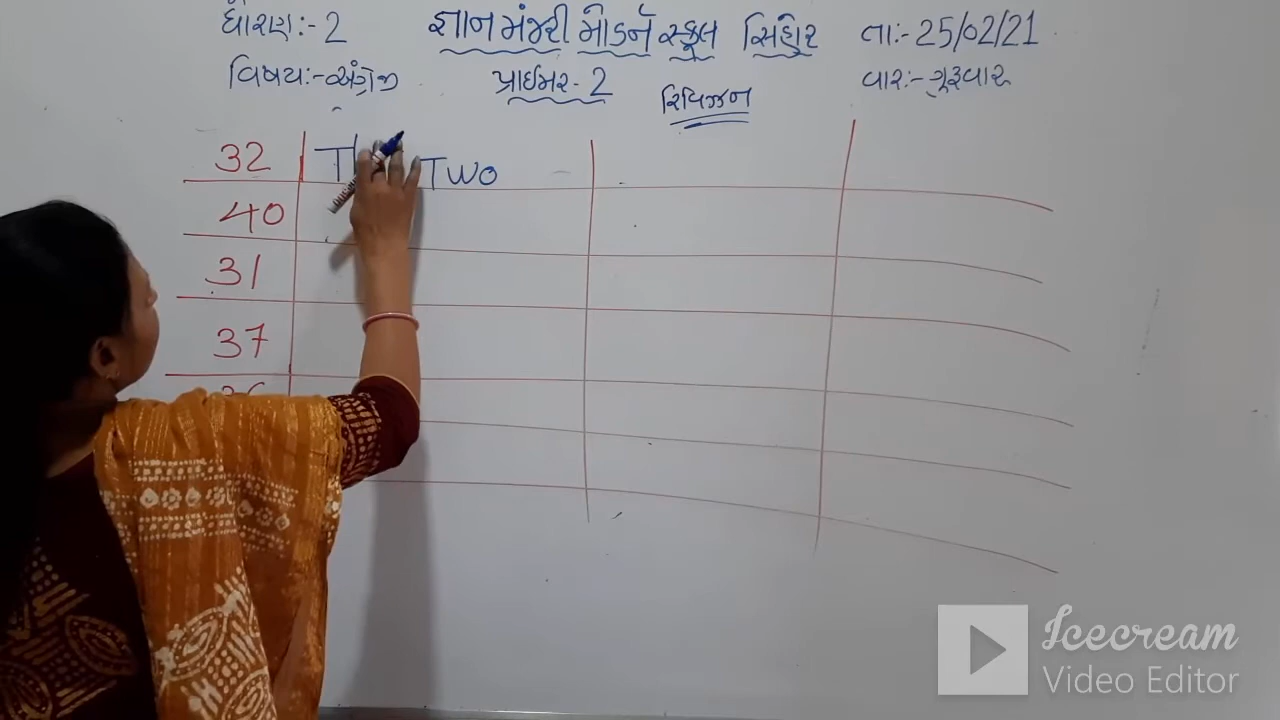 ધોરણ:-2 જ્ઞાન મંજરી મોડર્ન સ્કૂલ સિહોર તા:-25/02/21
વિષય:-અંગ્રેજી પ્રાઈમર-2 વાર:-ગુરૂવાર
રિવિઝન
32 Two
40
31
37
Icecream
Video Editor